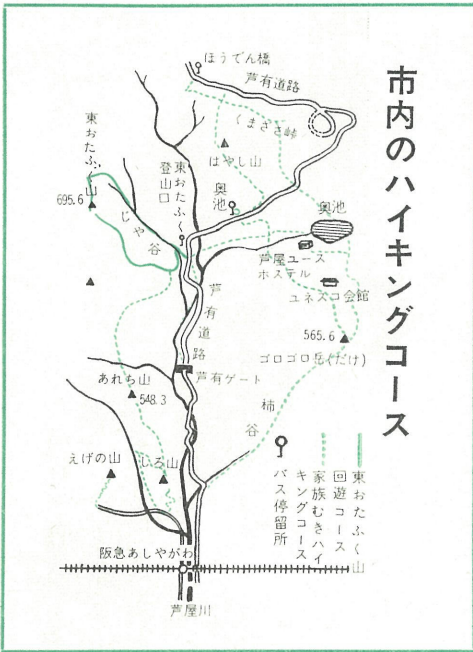 市内のハイキングコース
ほうでん橋
芦有道路
くまざさ峠
はやし山
東おたふく山
695.6
じゃ谷
東おたふく
登山口
奥池
奥池
芦屋ユース
ホステル
ユネスコ会館
565.6
ゴロゴロ岳(だけ)
芦有道路
芦有ゲート
あれち山
548.3
柿谷
えげの山
しろ山
東おたふく山
回遊コース
家族むきハイ
キングコース
バス停留所
阪急あしやがわ
芦屋川